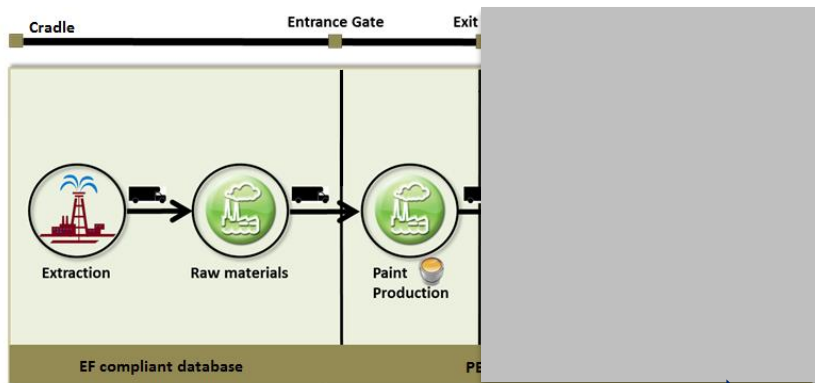 Cradle
Entrance Gate
Exit
Extraction
Raw materials
Paint
Production
EF compliant database